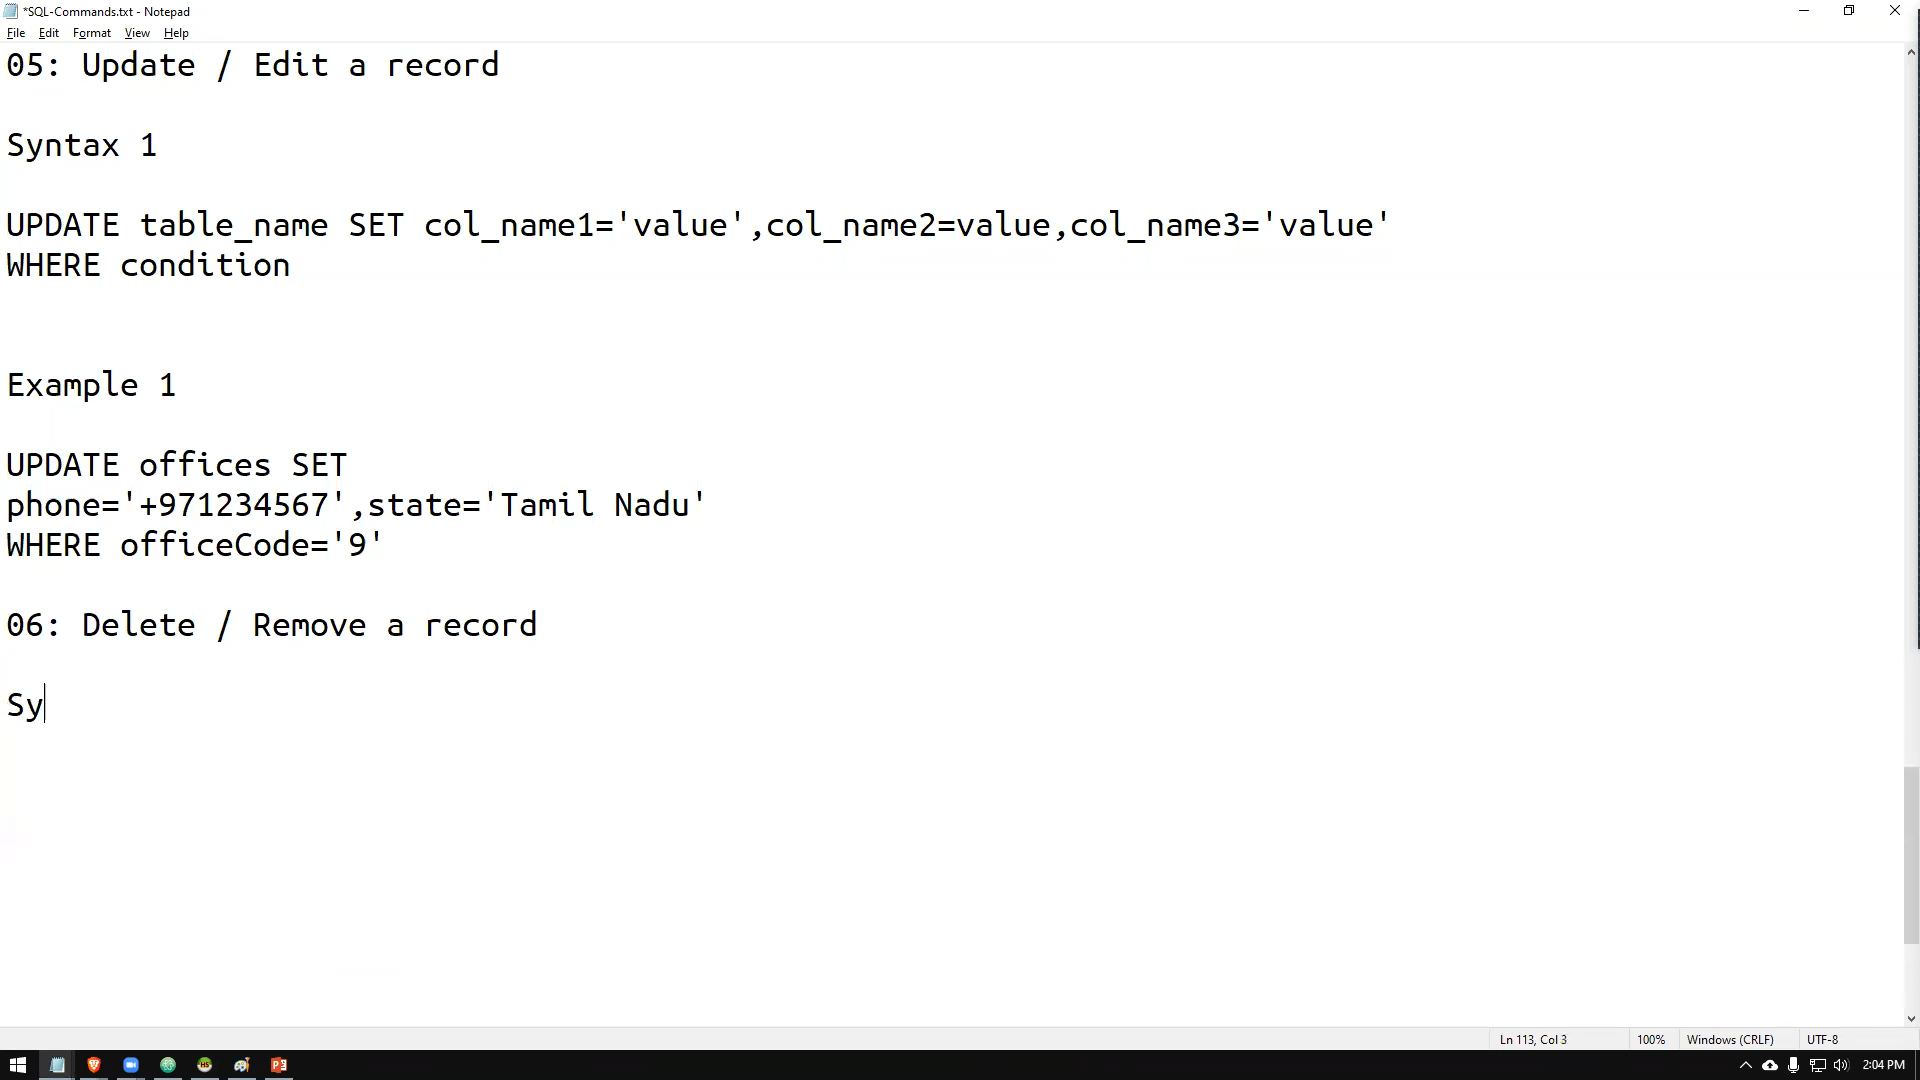 *SQL-Commands.txt - Notepad
File Edit Format View Help
05: Update / Edit a record
Syntax 1
UPDATE table_name SET col_name1='value',col_name2=value,col_name3='value'
WHERE condition
Example 1
UPDATE offices SET
phone='+971234567',state='Tamil Nadu'
WHERE officeCode='9'
06: Delete / Remove a record
Sy
Ln 113, Col 3 100% Windows (CRLF) UTF-8
2:04 PM